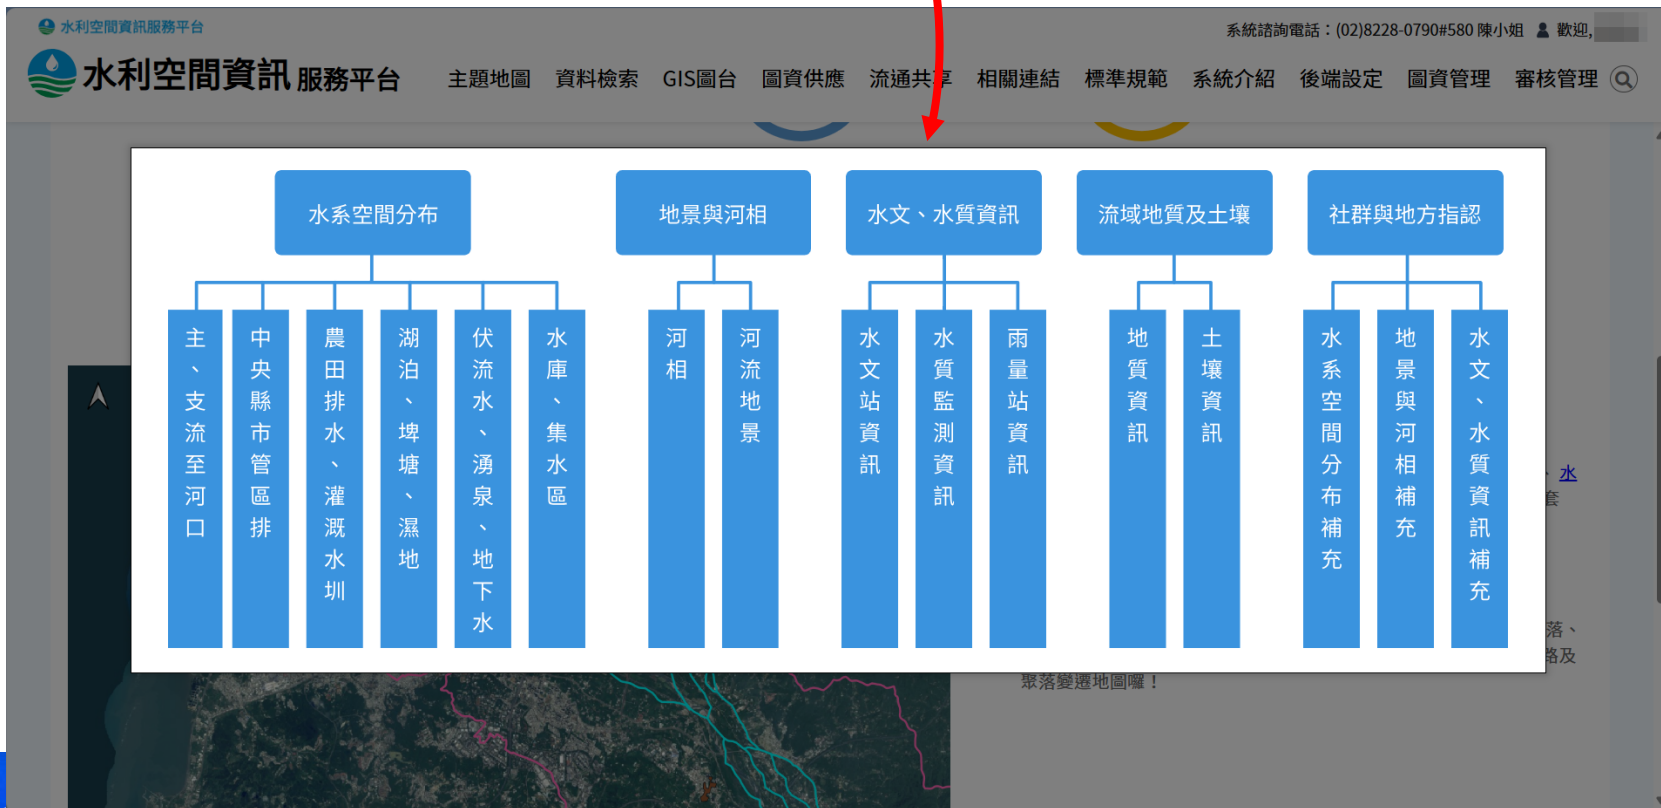 水利空間資訊服務平台
系統諮詢電話：(02)8228-0790#580 陳小姐 歡迎,
水利空間資訊 服務平台
主題地圖 資料檢索 GIS圖台 圖資供應 流通共享 相關連結 標準規範 系統介紹 後端設定 圖資管理 審核管理
水系空間分布
地景與河相
水文、水質資訊
流域地質及土壤
社群與地方指認
主、支流至河口
中央縣市管區排
農田排水、灌溉水圳
湖泊、埤塘、濕地
伏流水、湧泉、地下水
水庫、集水區
河相
河流地景
水文站資訊
水質監測資訊
雨量站資訊
地質資訊
土壤資訊
水系空間分布補充
地景與河相補充
水文、水質資訊補充
、水
套
落、
路及
聚落變遷地圖囉！